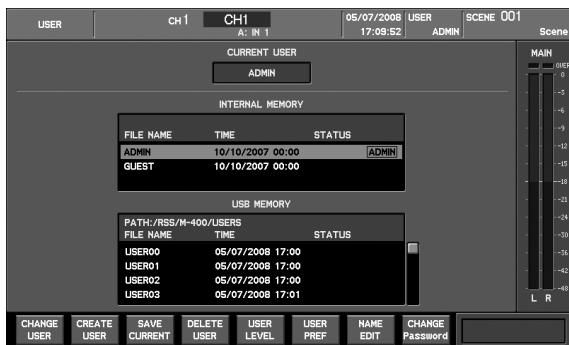 USER CH 1 CH1 05/07/2008 USER SCENE 001
A: IN 1 17:09:52 ADMIN Scene
CURRENT USER
ADMIN
MAIN
OVER
0
-3
-6
-9
-12
-15
-18
-21
-24
-30
-36
-42
-48
L R
INTERNAL MEMORY
FILE NAME TIME STATUS
ADMIN 10/10/2007 00:00 ADMIN
GUEST 10/10/2007 00:00
USB MEMORY
PATH:/RSS/M-400/USERS
FILE NAME TIME STATUS
USER00 05/07/2008 17:00
USER01 05/07/2008 17:00
USER02 05/07/2008 17:00
USER03 05/07/2008 17:01
CHANGE USER
CREATE USER
SAVE CURRENT
DELETE USER
USER LEVEL
USER PREF
NAME EDIT
CHANGE Password